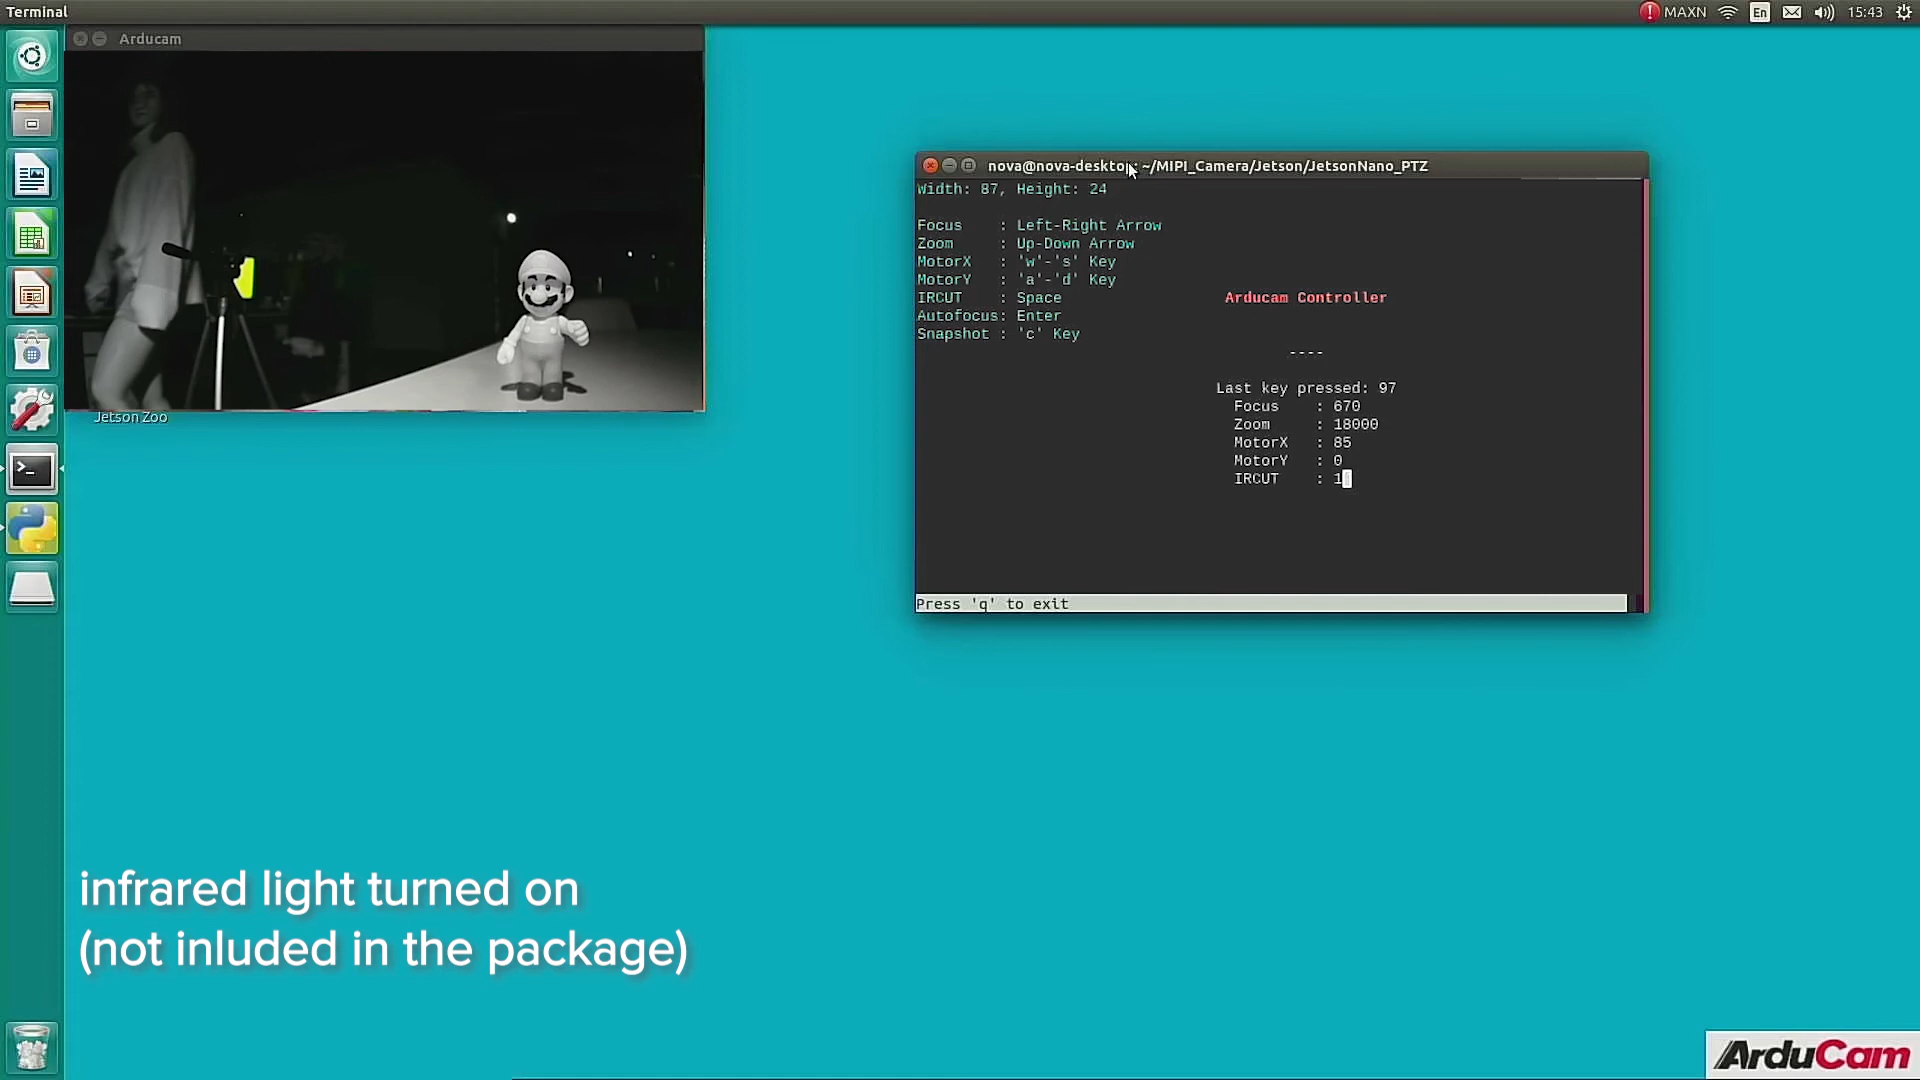 Terminal
MAXN
En
15:43
Arducam
Jetson Zoo
nova@nova-desktop: ~/MIPI_Camera/Jetson/JetsonNano_PTZ
Width: 87, Height: 24
Focus    : Left-Right Arrow
Zoom     : Up-Down Arrow
MotorX   : 'w'-'s' Key
MotorY   : 'a'-'d' Key
IRCUT    : Space
Autofocus: Enter
Snapshot : 'c' Key
Arducam Controller
----
Last key pressed: 97
Focus    : 670
Zoom     : 18000
MotorX   : 85
MotorY   : 0
IRCUT    : 1
Press 'q' to exit
infrared light turned on
(not inluded in the package)
ArduCam